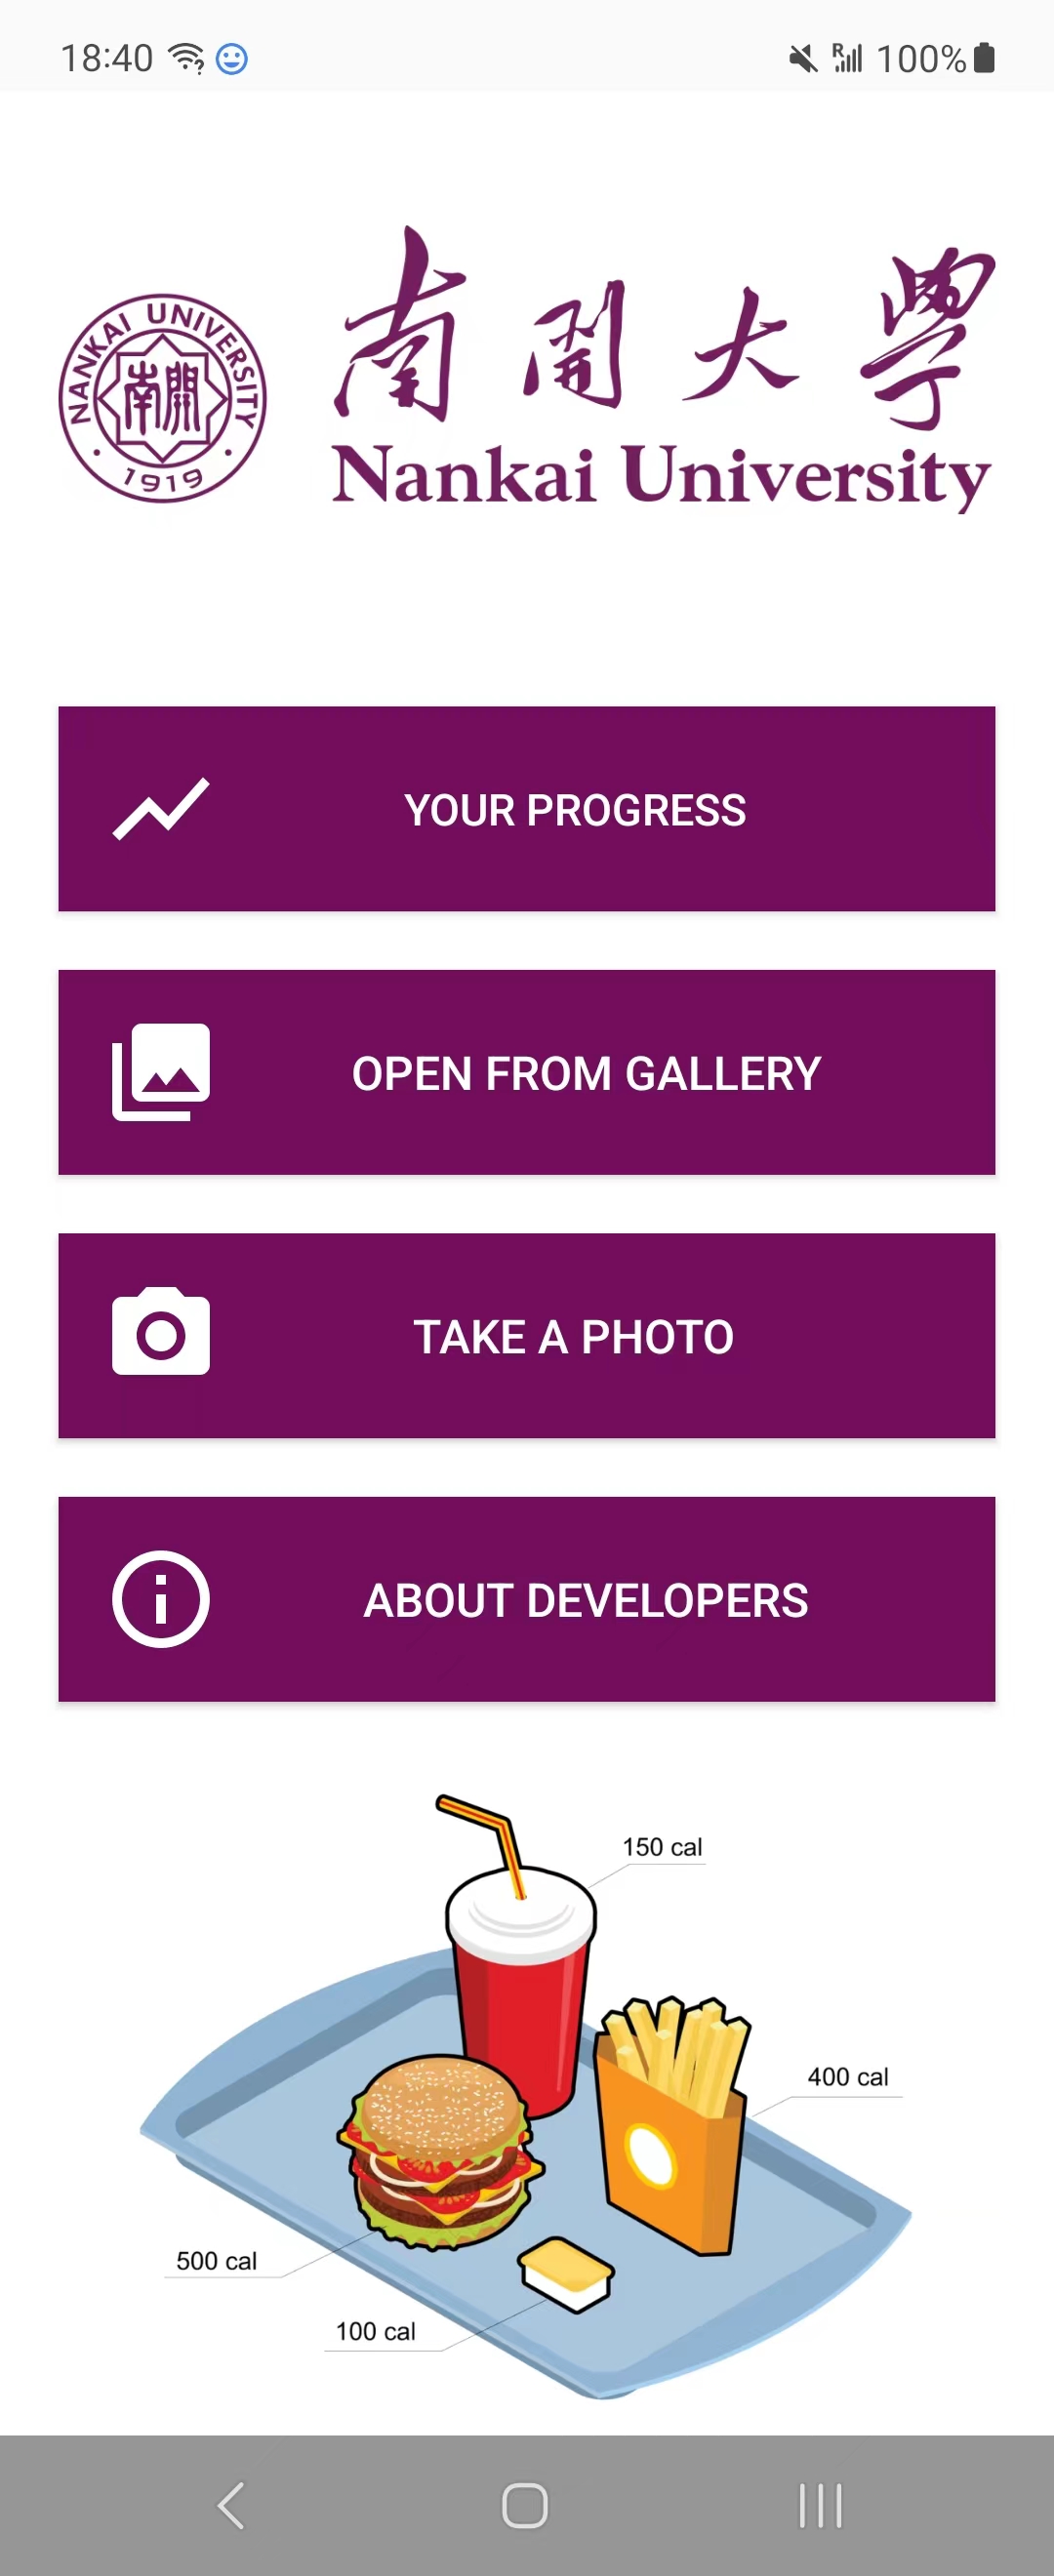 18:40
R
100%
南開大學
NANKAI UNIVERSITY
南開
1919
Nankai University
YOUR PROGRESS
OPEN FROM GALLERY
TAKE A PHOTO
ABOUT DEVELOPERS
150 cal
400 cal
500 cal
100 cal